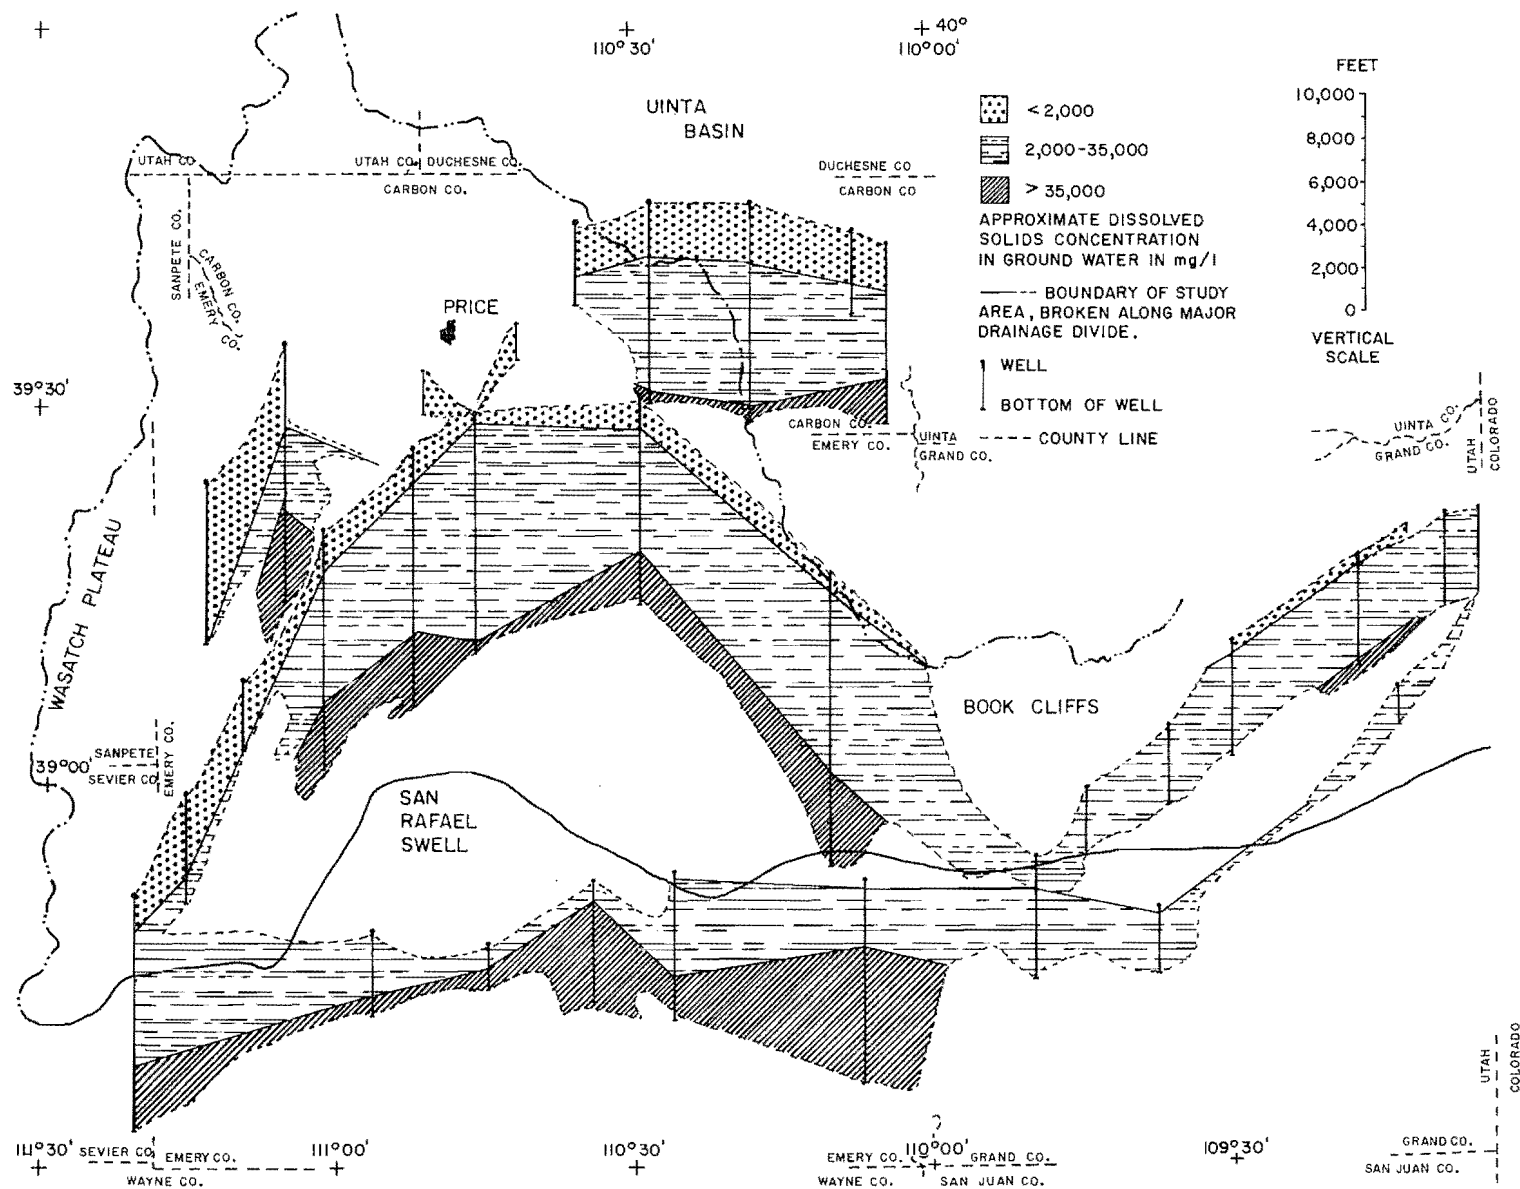 40°
110°30' 110°00'
FEET
10,000
8,000
6,000
4,000
2,000
0
VERTICAL
SCALE
UINTA
BASIN
<2,000
2,000-35,000
> 35,000
APPROXIMATE DISSOLVED
SOLIDS CONCENTRATION
IN GROUND WATER IN mg/l
BOUNDARY OF STUDY
AREA, BROKEN ALONG MAJOR
DRAINAGE DIVIDE.
WELL
BOTTOM OF WELL
COUNTY LINE
UTAH CO. UTAH CO. DUCHESNE CO.
CARBON CO.
DUCHESNE CO
CARBON CO
SANPETE CO.
CARBON CO.
EMERY CO.
PRICE
39°30'
CARBON CO.
EMERY CO.
UINTA
GRAND CO.
UINTA CO.
GRAND CO.
UTAH
COLORADO
WASATCH PLATEAU
BOOK CLIFFS
SANPETE
SEVIER CO.
EMERY CO.
39°00'
SAN
RAFAEL
SWELL
UTAH
COLORADO
111°30' 111°00' 110°30' 110°00' 109°30'
SEVIER CO. EMERY CO.
WAYNE CO.
EMERY CO. GRAND CO.
WAYNE CO. SAN JUAN CO.
?
GRAND CO.
SAN JUAN CO.